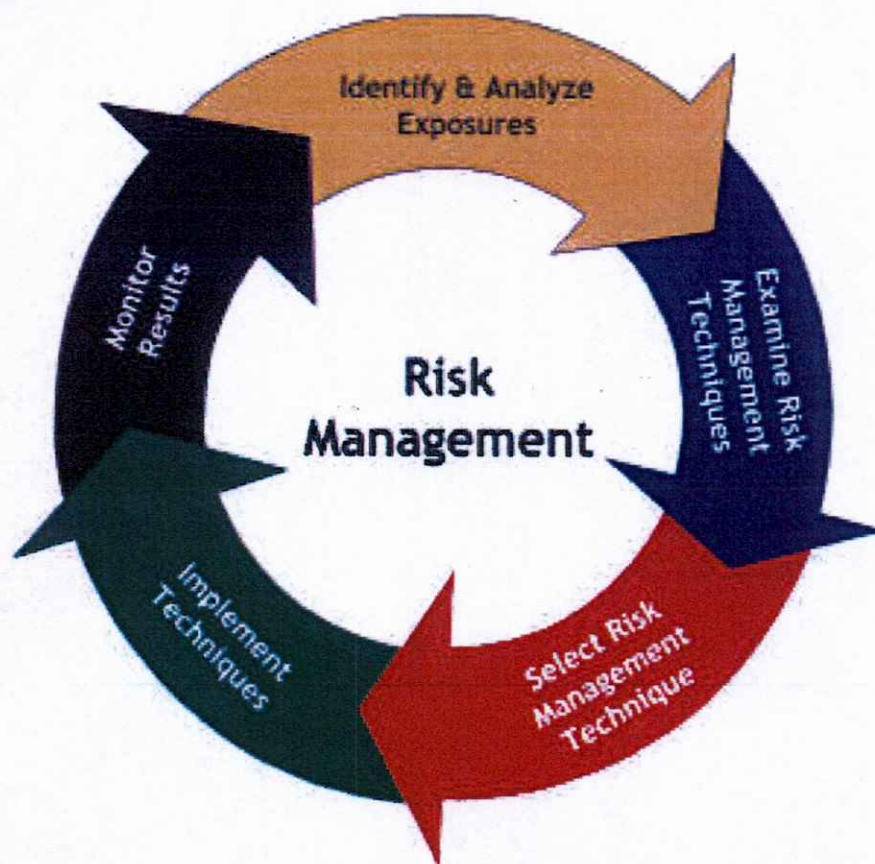 Identify & Analyze
Exposures
Examine Risk
Management
Techniques
Select Risk
Management
Technique
Implement
Techniques
Monitor
Results
Risk
Management